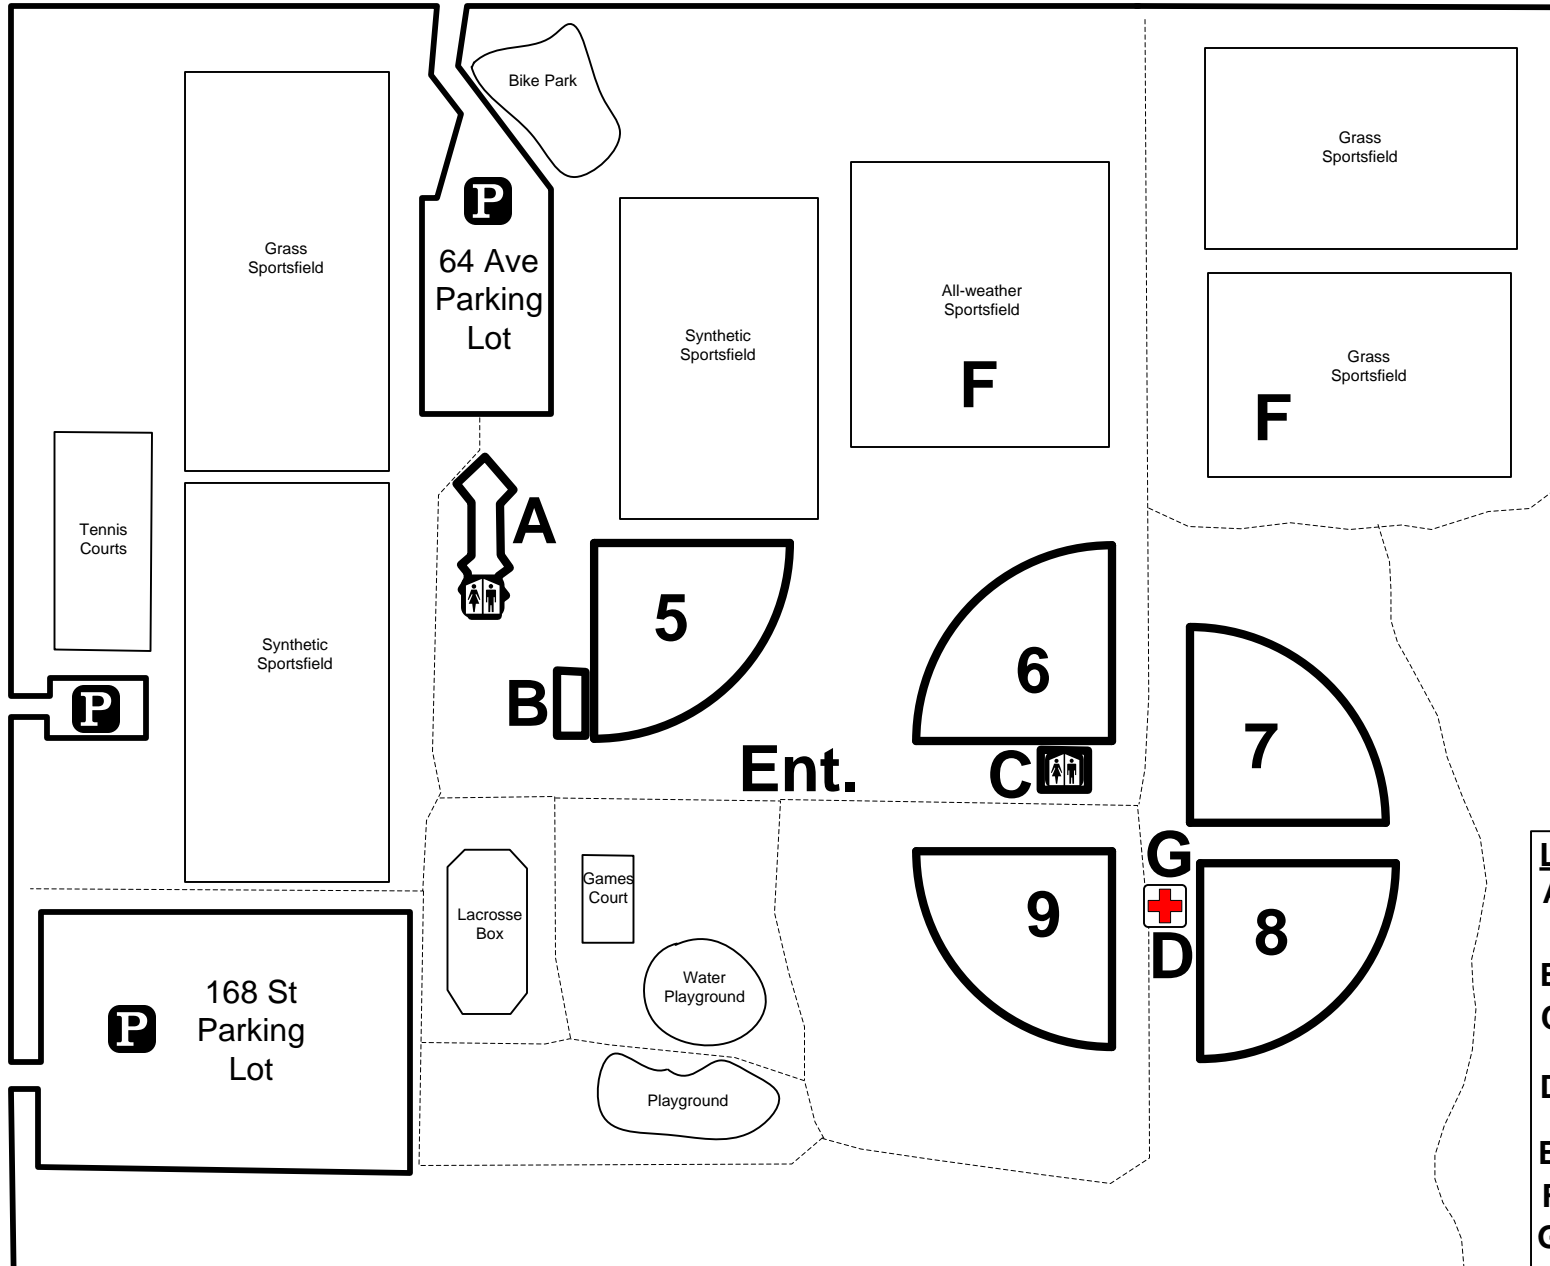 Bike Park
Grass
Sportsfield
P
64 Ave
Parking
Lot
Grass
Sportsfield
All-weather
Sportsfield
F
Synthetic
Sportsfield
Grass
Sportsfield
F
Tennis
Courts
A
5
Synthetic
Sportsfield
6
B
P
7
Ent.
C
G
Games
Court
Lacrosse
Box
9
8
D
Water
Playground
168 St
Parking
Lot
P
Playground
L
A
B
C
D
E
F
G